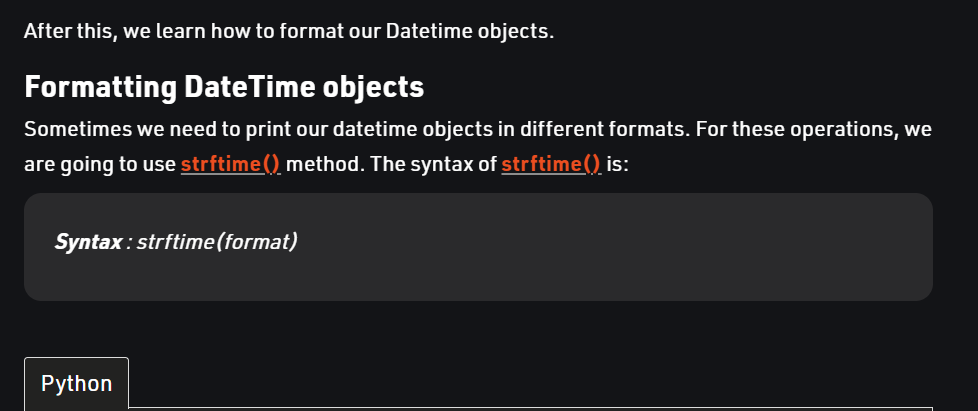 After this, we learn how to format our Datetime objects.
Formatting DateTime objects
Sometimes we need to print our datetime objects in different formats. For these operations, we
are going to use strftime() method. The syntax of strftime() is:
Syntax : strftime(format)
Python